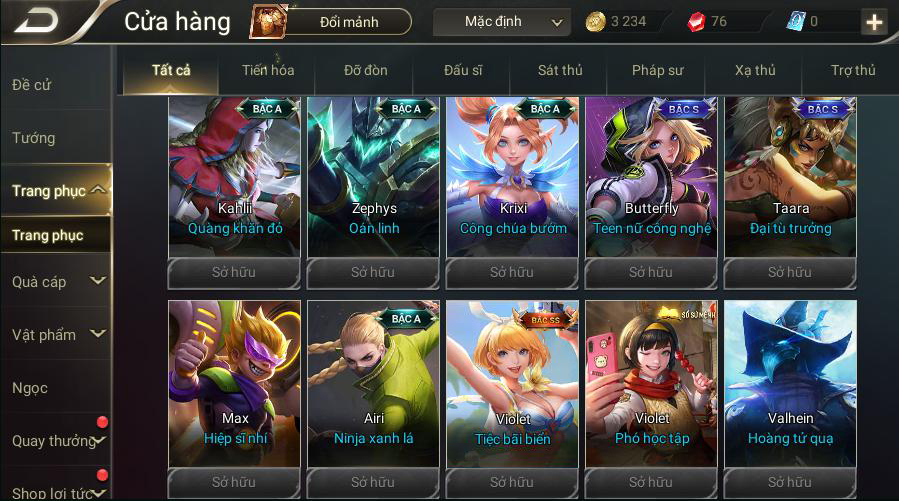 Cửa hàng
Đổi mảnh
Mặc định
3 234
76
0
Đề cử
Tướng
Trang phục
Trang phục
Quà cáp
Vật phẩm
Ngọc
Quay thưởng
Shop lợi tức
Tất cả
Tiến hóa
Đỡ đòn
Đấu sĩ
Sát thủ
Pháp sư
Xạ thủ
Trợ thủ
BẬC A
Kahlii
Quàng khăn đỏ
Sở hữu
BẬC A
Zephys
Oán linh
Sở hữu
BẬC A
Krixi
Công chúa bướm
Sở hữu
BẬC S
Butterfly
Teen nữ công nghệ
Sở hữu
BẬC S
Taara
Đại tù trưởng
Sở hữu
Max
Hiệp sĩ nhí
Sở hữu
BẬC A
Airi
Ninja xanh lá
Sở hữu
BẬC SS
Violet
Tiệc bãi biển
Sở hữu
SỔ SỨ MỆNH
Violet
Phó học tập
Sở hữu
Valhein
Hoàng tử quạ
Sở hữu